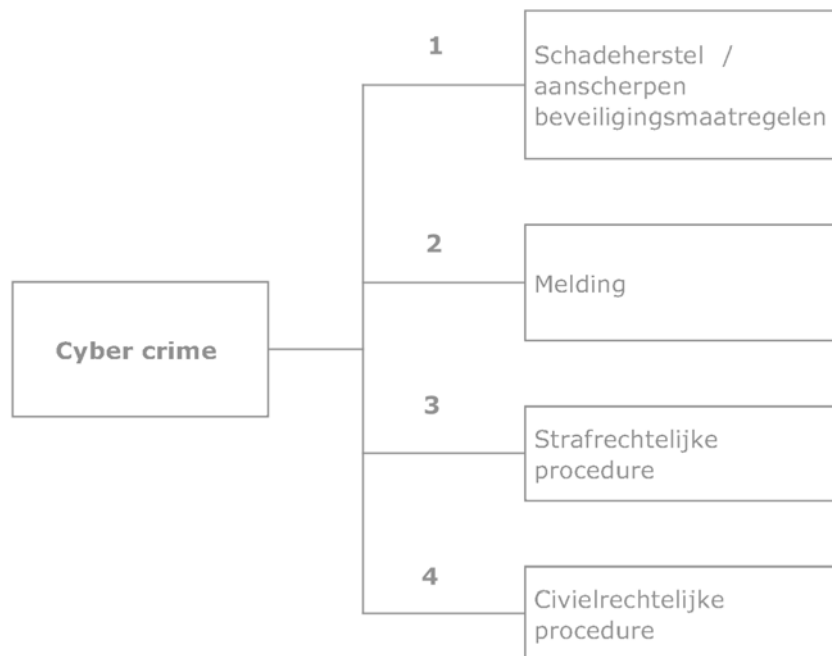 1
Schadeherstel /
aanscherpen
beveiligingsmaatregelen
2
Melding
Cyber crime
3
Strafrechtelijke
procedure
4
Civielrechtelijke
procedure